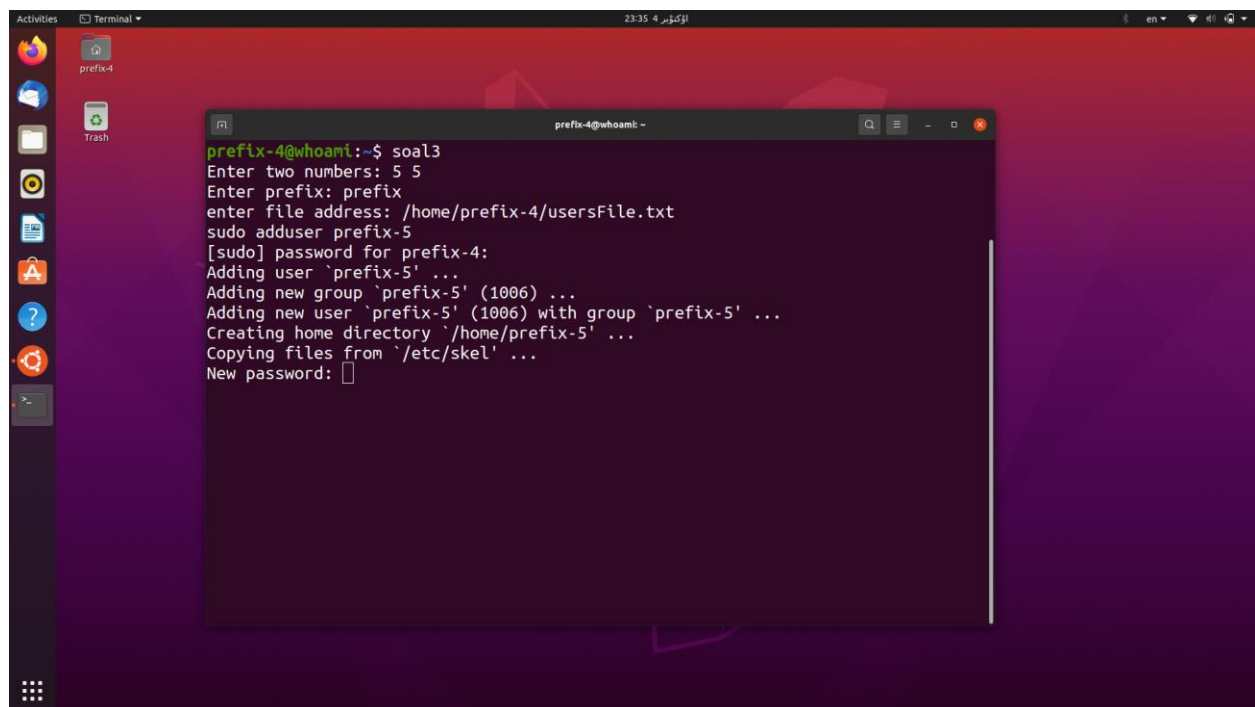 Activities
Terminal
23:35 4 اؤكتؤبر
en
prefix-4
Trash
prefix-4@whoami: ~
prefix-4@whoami:~$ soal3
Enter two numbers: 5 5
Enter prefix: prefix
enter file address: /home/prefix-4/usersFile.txt
sudo adduser prefix-5
[sudo] password for prefix-4:
Adding user `prefix-5' ...
Adding new group `prefix-5' (1006) ...
Adding new user `prefix-5' (1006) with group `prefix-5' ...
Creating home directory `/home/prefix-5' ...
Copying files from `/etc/skel' ...
New password: